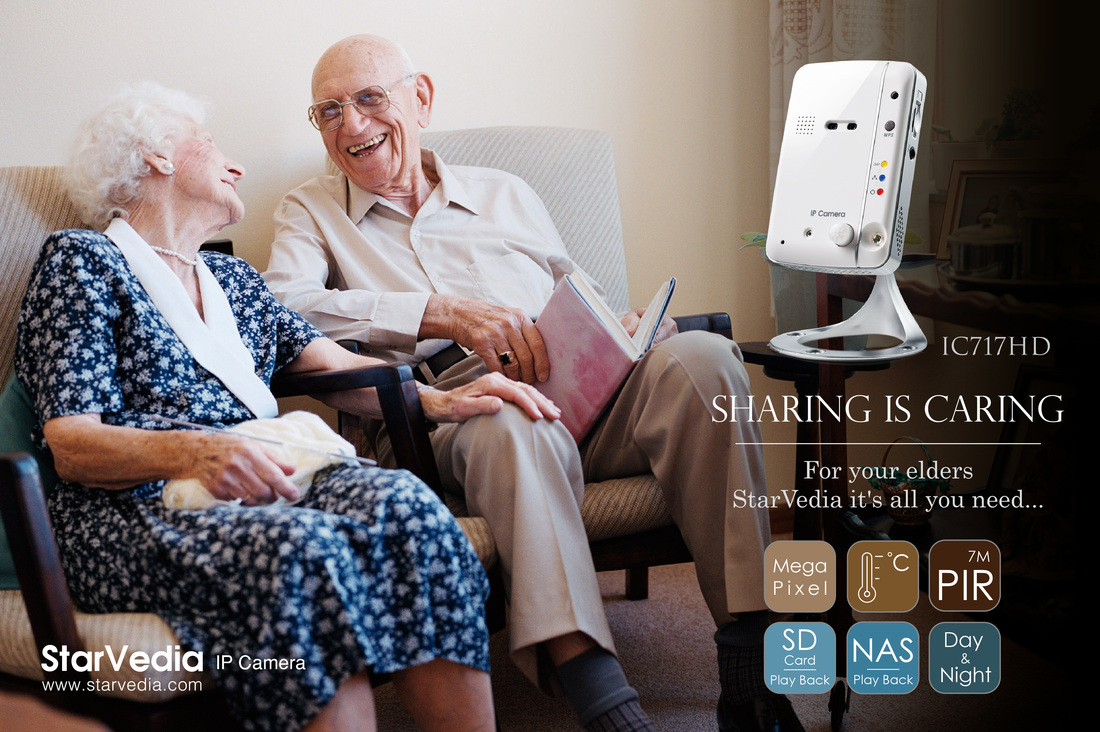 WPS
IP Camera
IC717HD
SHARING IS CARING
For your elders
StarVedia it's all you need...
Mega
Pixel
°C
7M
PIR
SD
Card
Play Back
NAS
Play Back
Day
&
Night
StarVedia IP Camera
www.starvedia.com